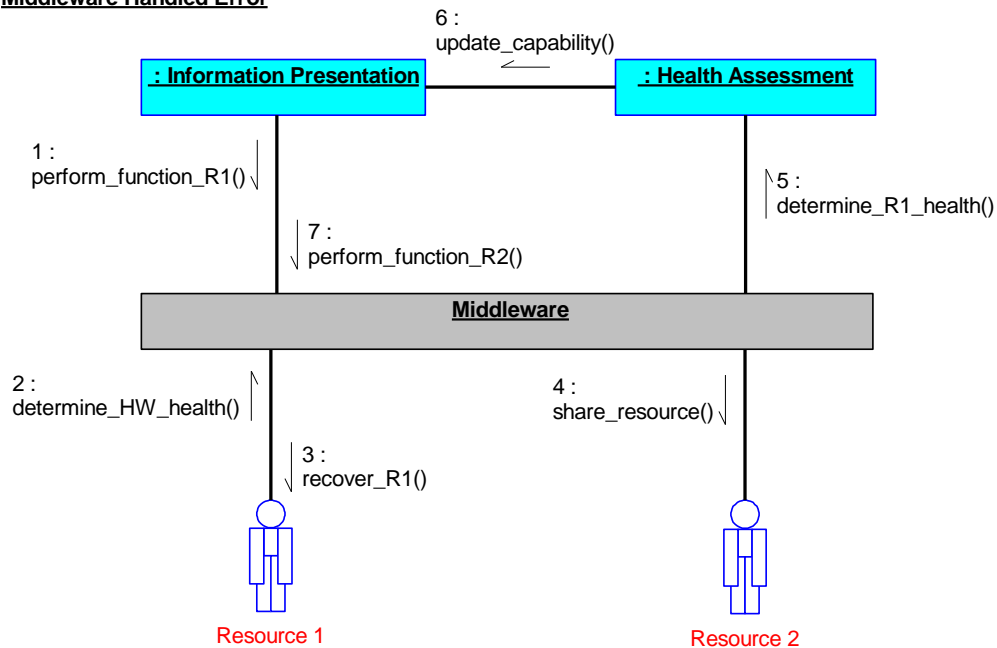 Middleware Handled Error
6 :
update_capability()
: Information Presentation
: Health Assessment
1 :
perform_function_R1()
5 :
determine_R1_health()
7 :
perform_function_R2()
Middleware
2 :
determine_HW_health()
4 :
share_resource()
3 :
recover_R1()
Resource 1
Resource 2